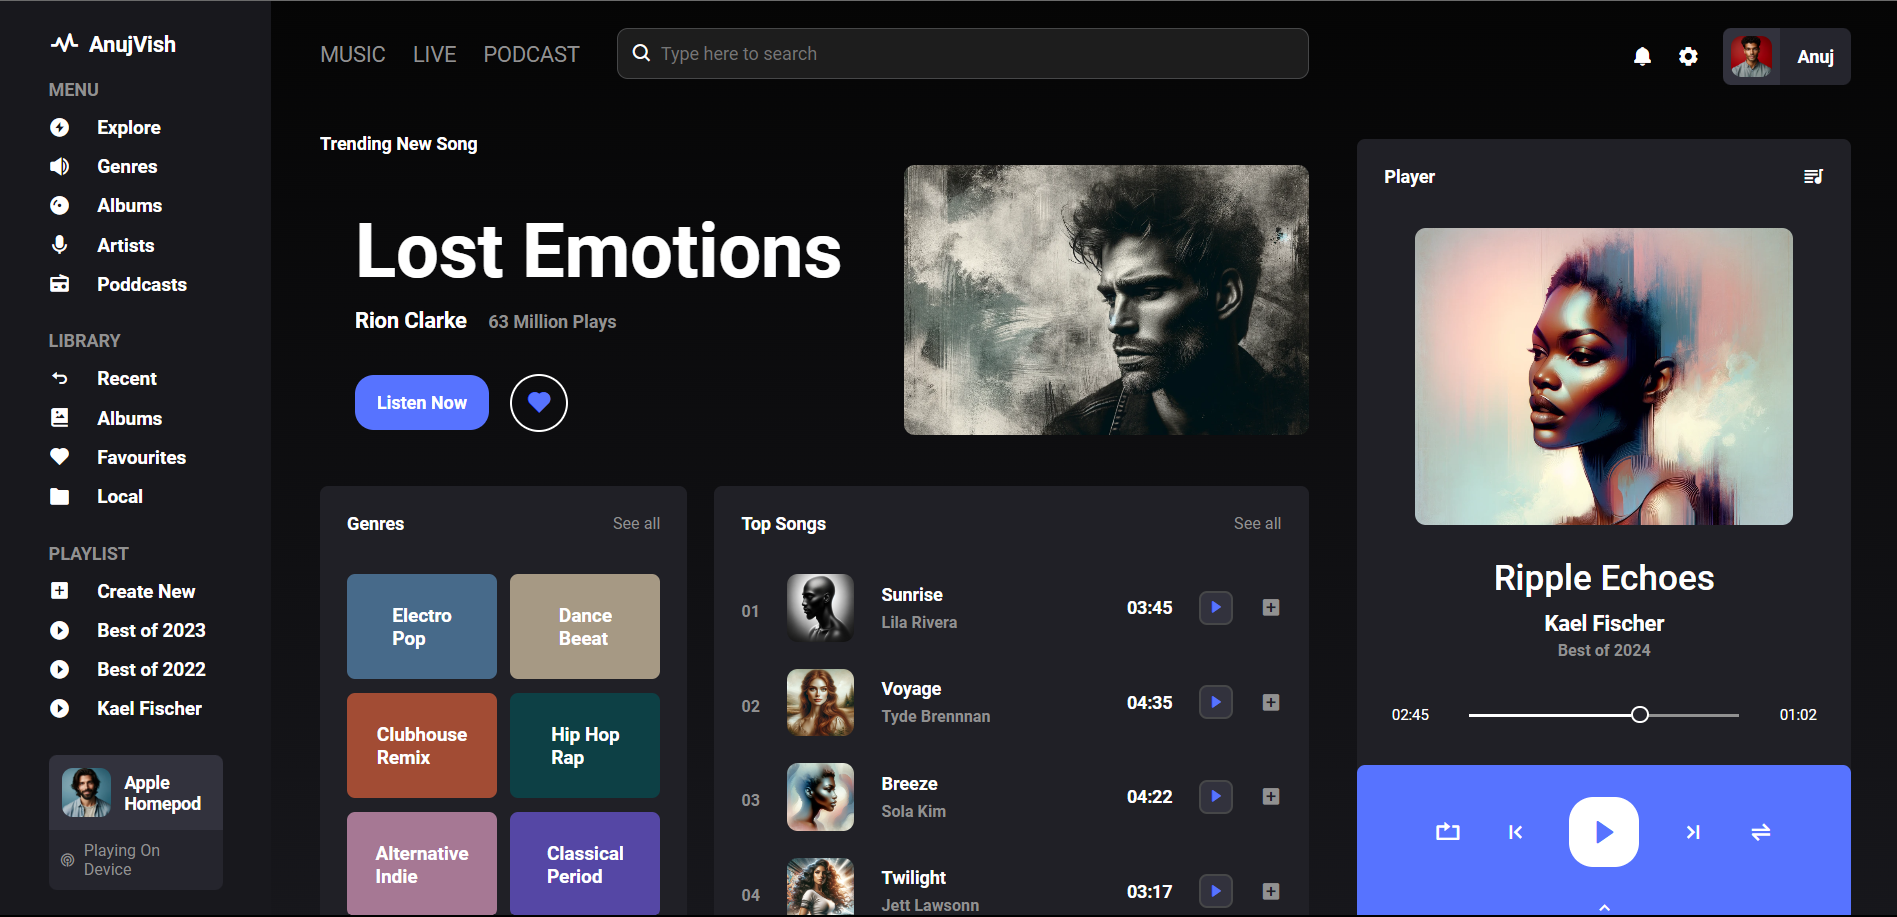 AnujVish
MENU
Explore
Genres
Albums
Artists
Poddcasts
LIBRARY
Recent
Albums
Favourites
Local
PLAYLIST
Create New
Best of 2023
Best of 2022
Kael Fischer
Apple
Homepod
Playing On
Device
MUSIC LIVE PODCAST
Type here to search
Anuj
Trending New Song
Lost Emotions
Rion Clarke 63 Million Plays
Listen Now
Genres See all
Electro
Pop
Dance
Beeat
Clubhouse
Remix
Hip Hop
Rap
Alternative
Indie
Classical
Period
Top Songs See all
01 Sunrise 03:45
Lila Rivera
02 Voyage 04:35
Tyde Brennnan
03 Breeze 04:22
Sola Kim
04 Twilight 03:17
Jett Lawsonn
Player
Ripple Echoes
Kael Fischer
Best of 2024
02:45 01:02